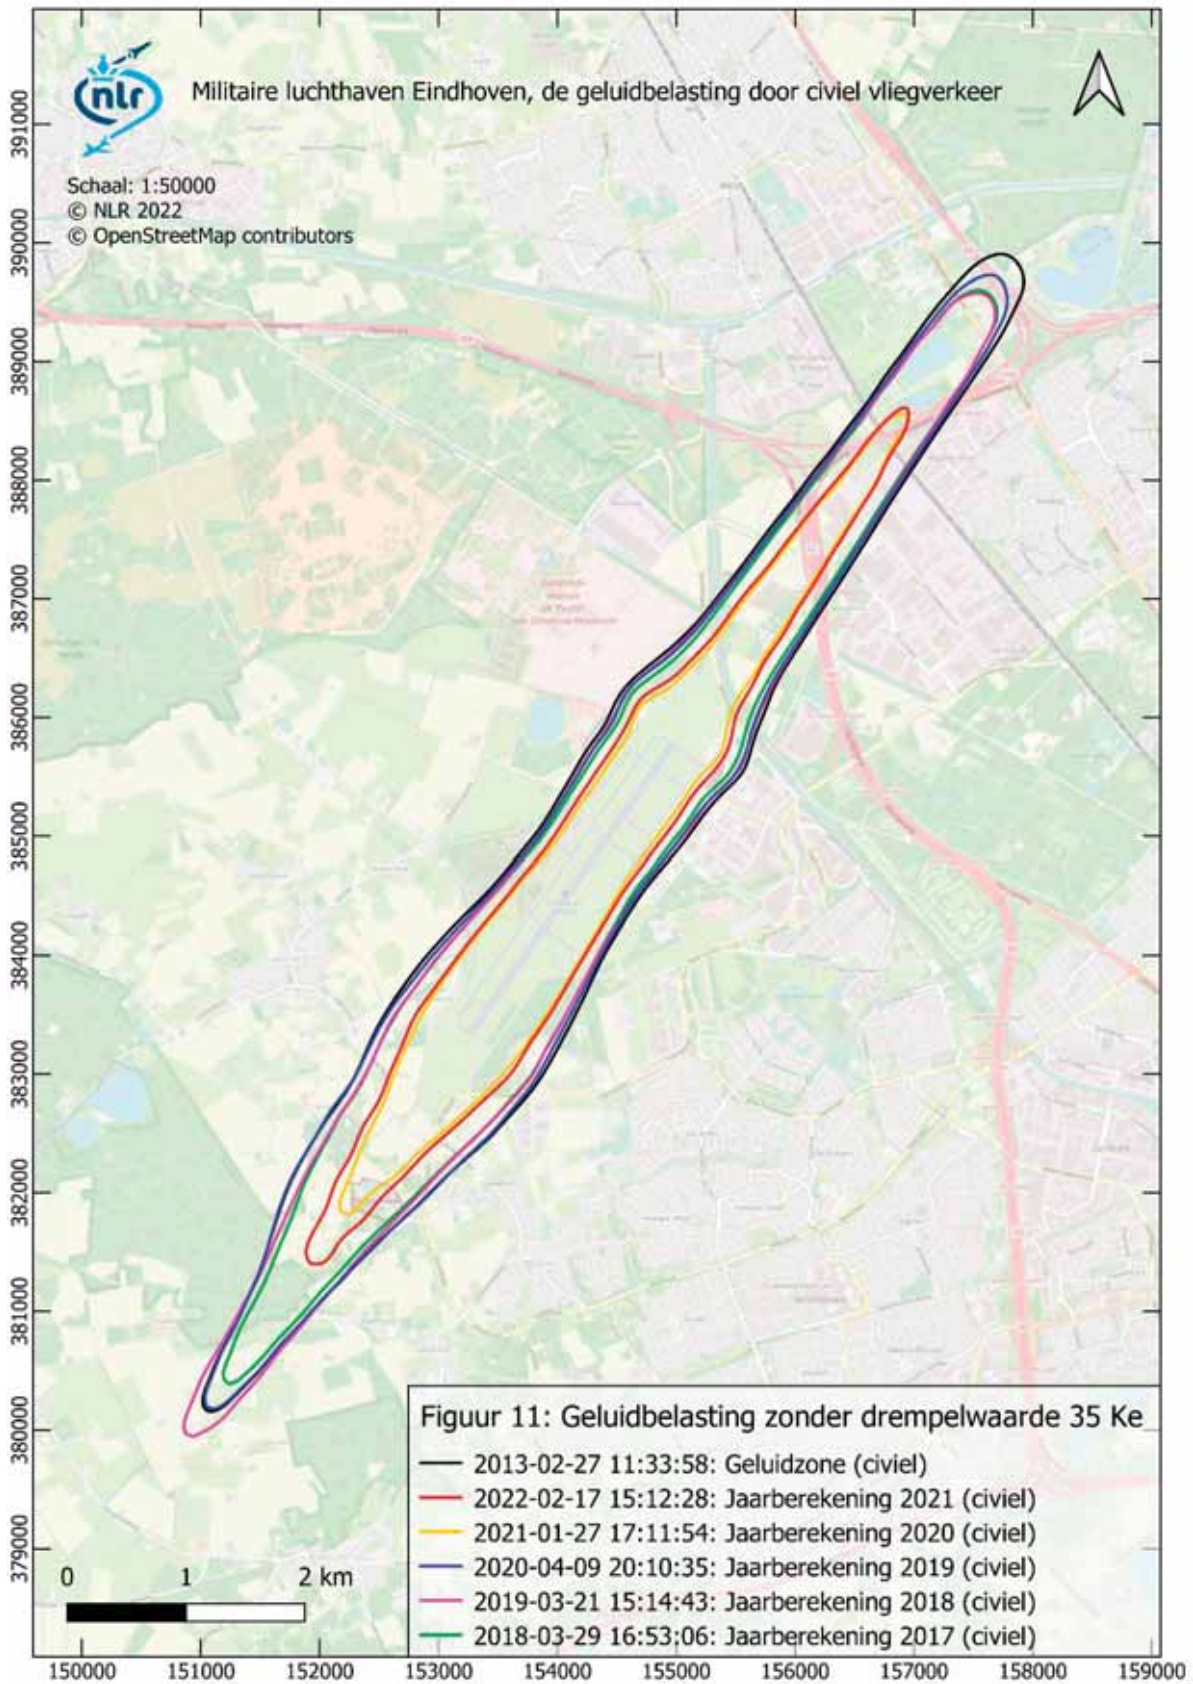 nlr
Militaire luchthaven Eindhoven, de geluidbelasting door civiel vliegverkeer
Schaal: 1:50000
© NLR 2022
© OpenStreetMap contributors
391000
390000
389000
388000
387000
386000
385000
384000
383000
382000
381000
380000
379000
Figuur 11: Geluidbelasting zonder drempelwaarde 35 Ke
2013-02-27 11:33:58: Geluidzone (civiel)
2022-02-17 15:12:28: Jaarberekening 2021 (civiel)
2021-01-27 17:11:54: Jaarberekening 2020 (civiel)
2020-04-09 20:10:35: Jaarberekening 2019 (civiel)
2019-03-21 15:14:43: Jaarberekening 2018 (civiel)
2018-03-29 16:53:06: Jaarberekening 2017 (civiel)
0 1 2 km
150000 151000 152000 153000 154000 155000 156000 157000 158000 159000